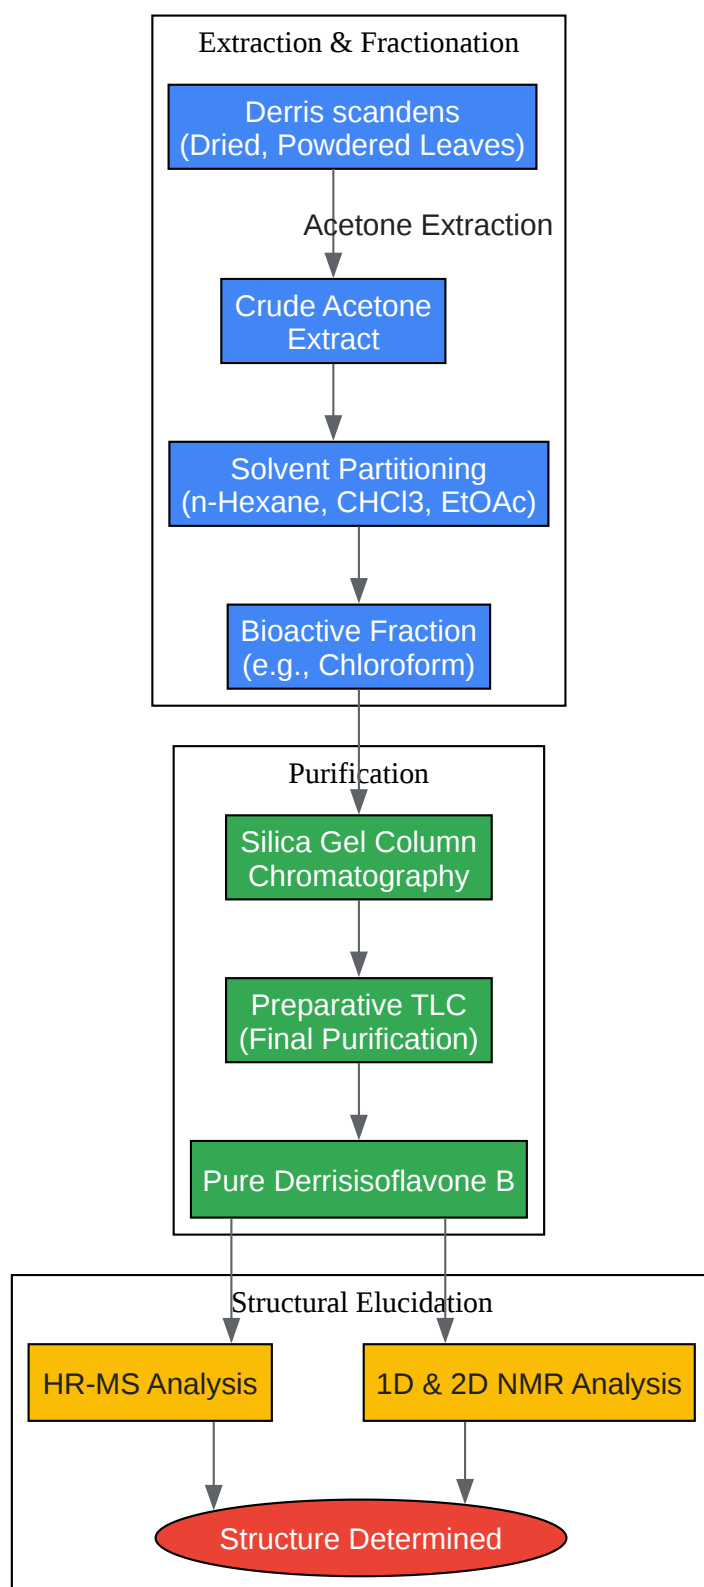 Extraction & Fractionation
Derris scandens
(Dried, Powdered Leaves)
Acetone Extraction
Crude Acetone
Extract
Solvent Partitioning
(n-Hexane, CHCl3, EtOAc)
Bioactive Fraction
(e.g., Chloroform)
Purification
Silica Gel Column
Chromatography
Preparative TLC
(Final Purification)
Pure Derrisisoflavone B
Structural Elucidation
HR-MS Analysis
1D & 2D NMR Analysis
Structure Determined